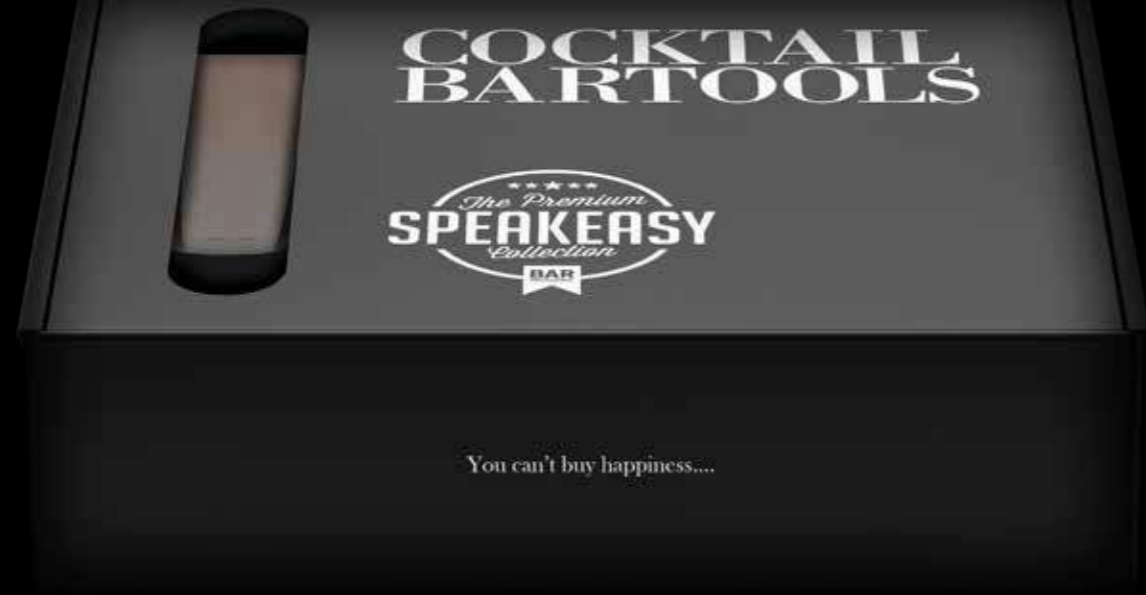 COCKTAIL
BARTOOLS
The Premium
SPEAKEASY
Collection
BAR
You can't buy happiness....